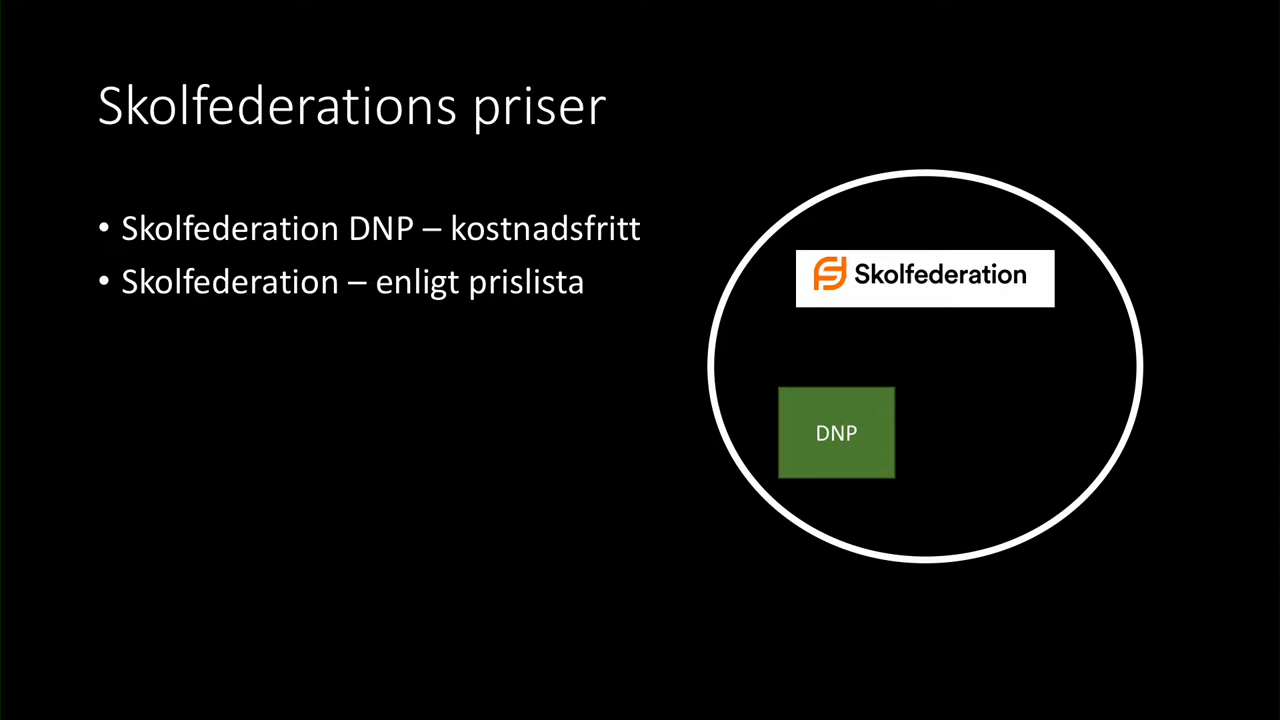 Skolfederations priser
• Skolfederation DNP – kostnadsfritt
• Skolfederation – enligt prislista
Skolfederation
DNP